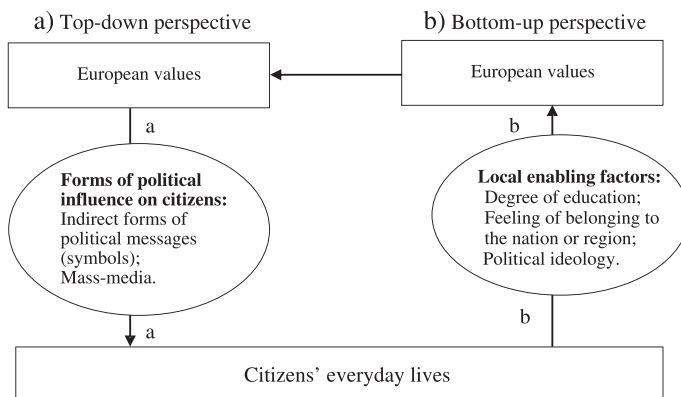 a) Top-down perspective
European values
a
Forms of political
influence on citizens:
Indirect forms of
political messages
(symbols);
Mass-media.
a
b) Bottom-up perspective
European values
b
Local enabling factors:
Degree of education;
Feeling of belonging to
the nation or region;
Political ideology.
b
Citizens' everyday lives